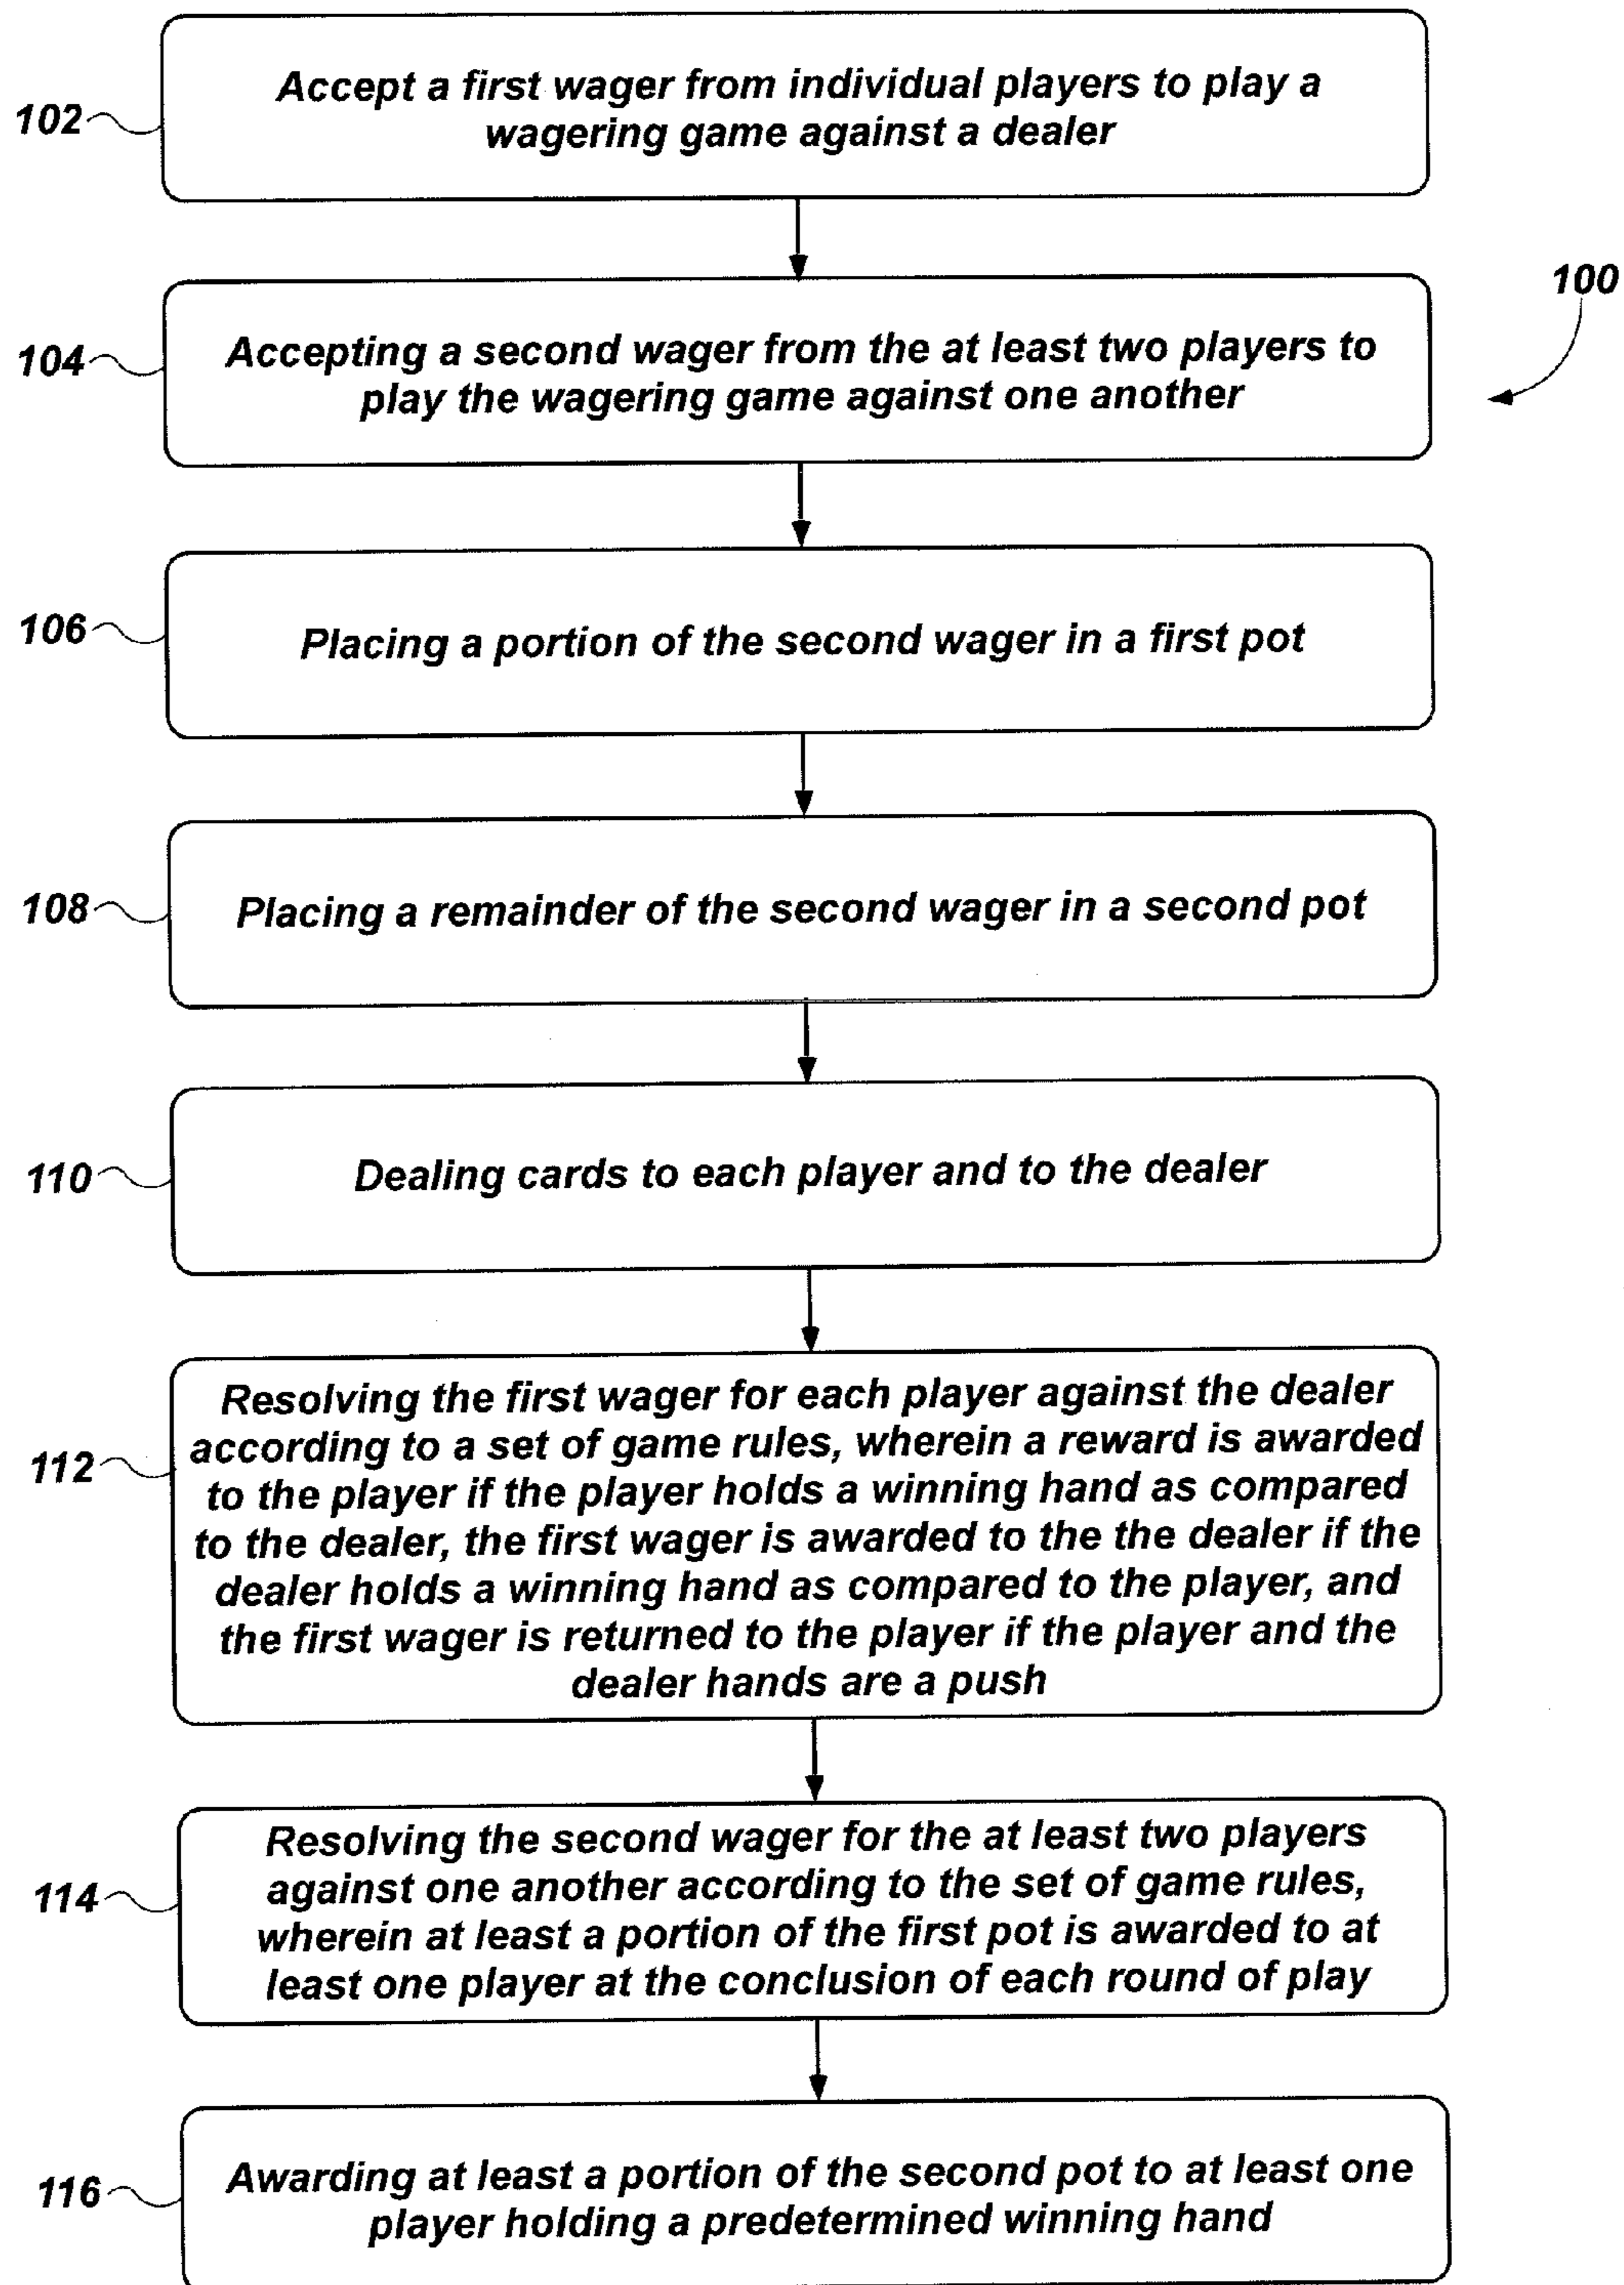 102
Accept a first wager from individual players to play a
wagering game against a dealer
100
104
Accepting a second wager from the at least two players to
play the wagering game against one another
106
Placing a portion of the second wager in a first pot
108
Placing a remainder of the second wager in a second pot
110
Dealing cards to each player and to the dealer
112
Resolving the first wager for each player against the dealer
according to a set of game rules, wherein a reward is awarded
to the player if the player holds a winning hand as compared
to the dealer, the first wager is awarded to the the dealer if the
dealer holds a winning hand as compared to the player, and
the first wager is returned to the player if the player and the
dealer hands are a push
114
Resolving the second wager for the at least two players
against one another according to the set of game rules,
wherein at least a portion of the first pot is awarded to at
least one player at the conclusion of each round of play
116
Awarding at least a portion of the second pot to at least one
player holding a predetermined winning hand